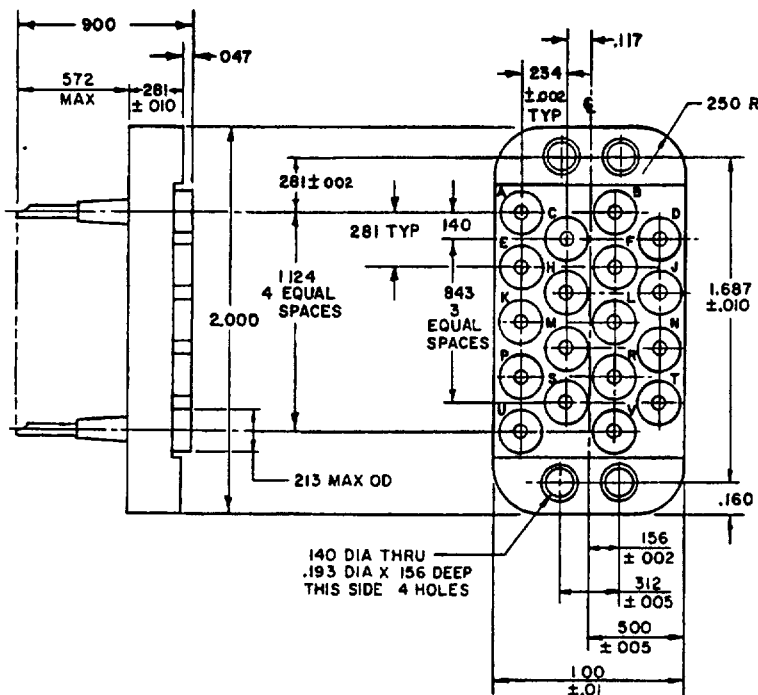 900
047
572
MAX
281
± 010
.117
234
±.002
TYP
℄
250 R
281±002
281 TYP
140
1124
4 EQUAL
SPACES
2.000
843
3
EQUAL
SPACES
1.687
±.010
A
B
C
D
E
F
H
J
K
L
M
N
P
R
S
T
U
V
213 MAX OD
.160
140 DIA THRU
.193 DIA X 156 DEEP
THIS SIDE 4 HOLES
156
± 002
312
± 005
500
± 005
1.00
±.01